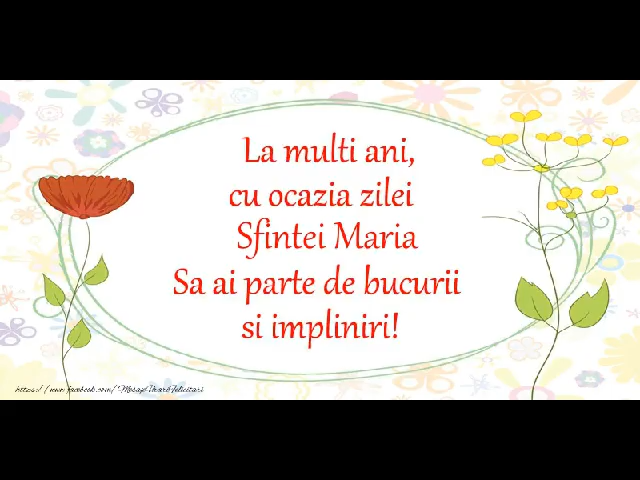 La multi ani,
cu ocazia zilei
Sfintei Maria
Sa ai parte de bucurii
si impliniri!